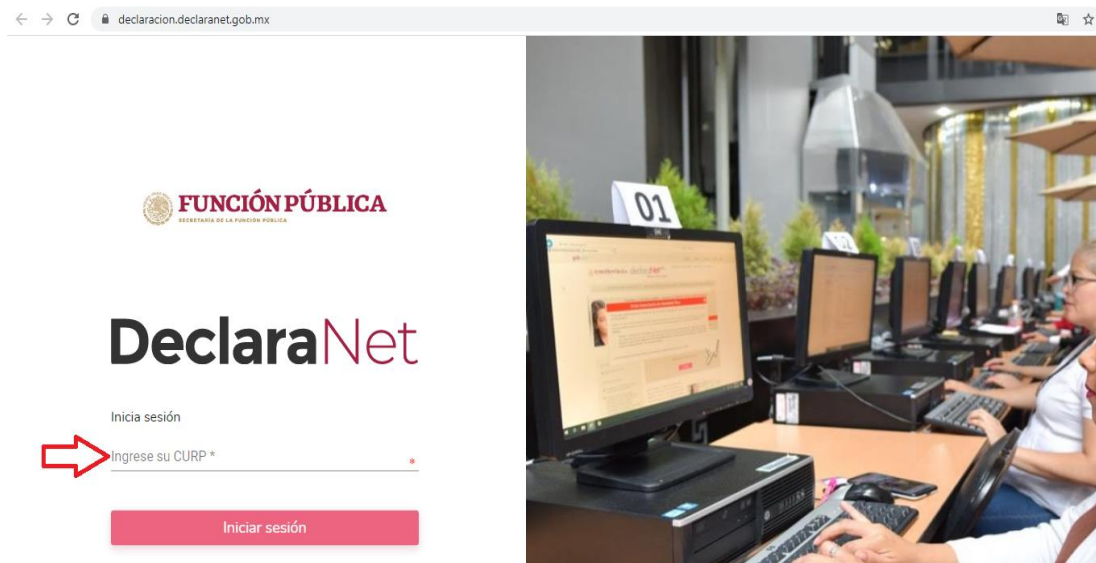 declaracion.declaranet.gob.mx
FUNCIÓN PÚBLICA
SECRETARÍA DE LA FUNCIÓN PÚBLICA
DeclaraNet
Inicia sesión
Ingrese su CURP *
*
Iniciar sesión
01